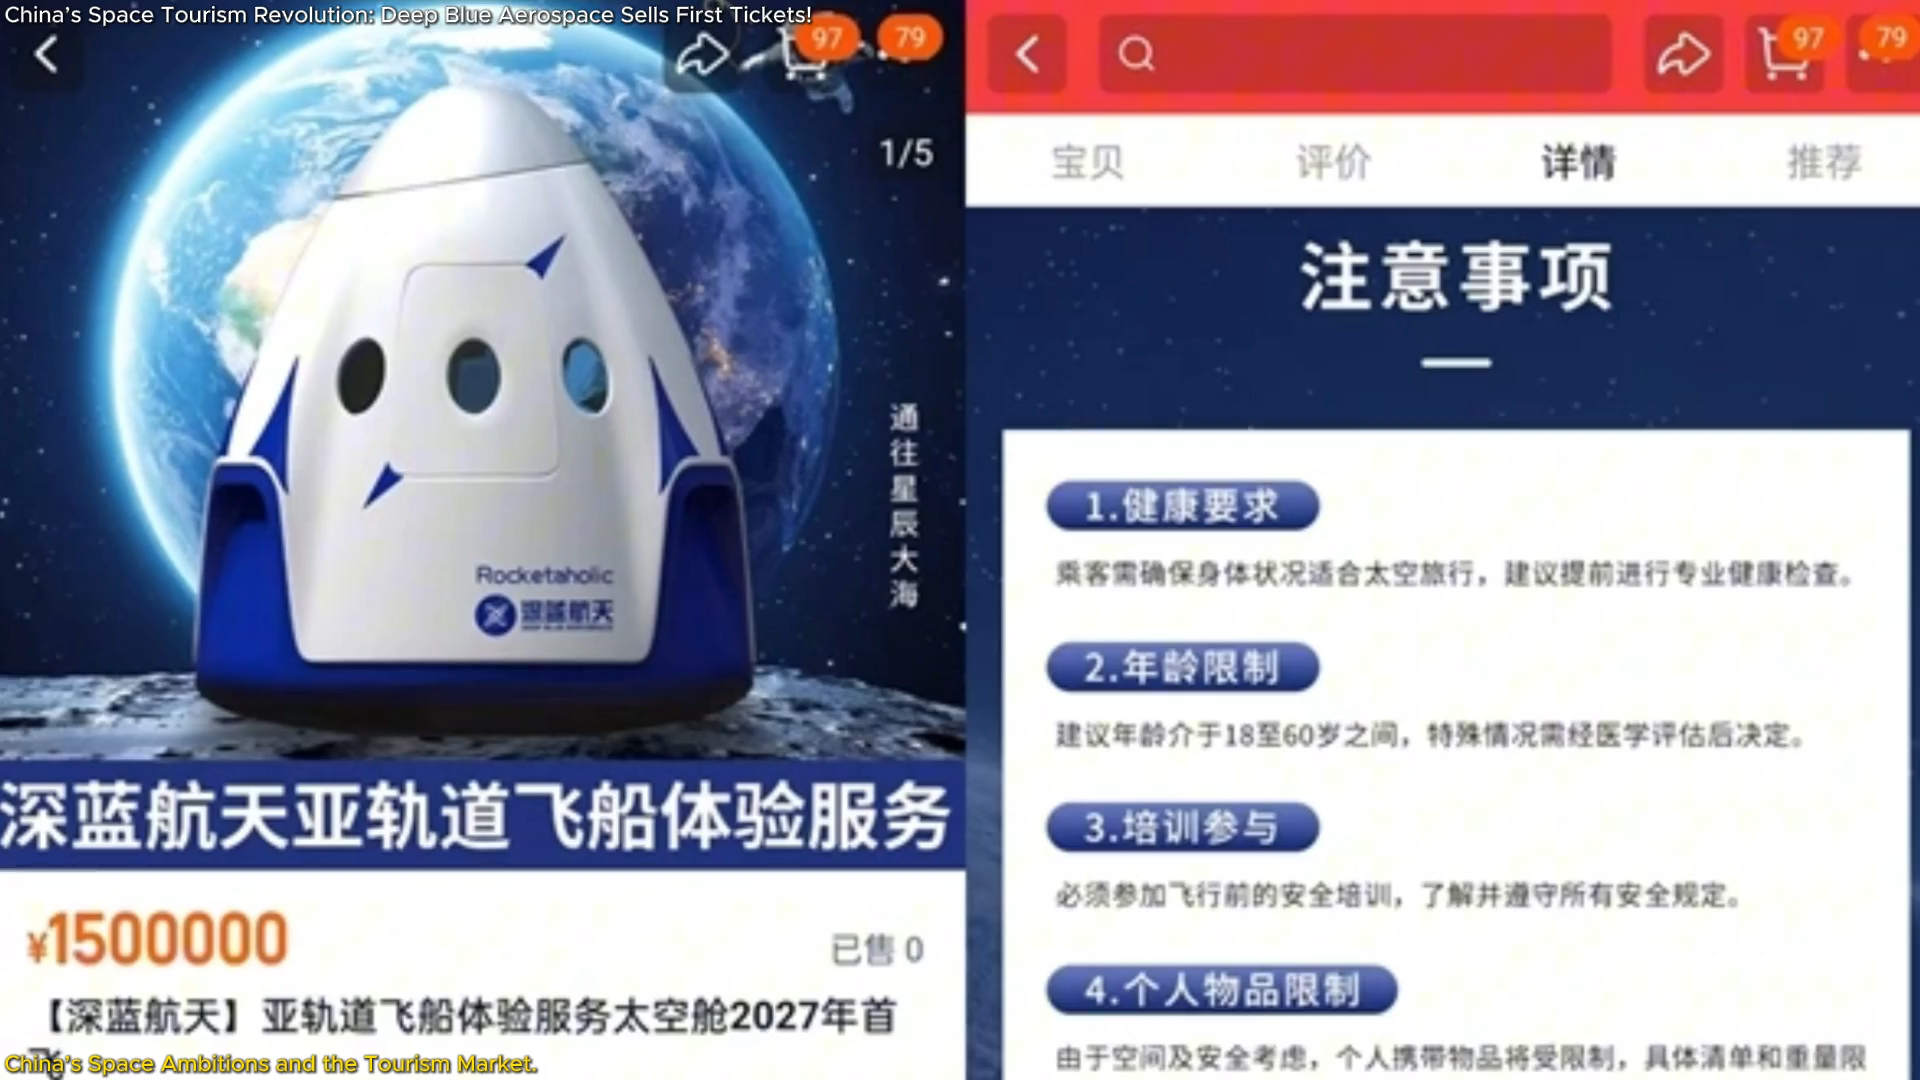 China's Space Tourism Revolution: Deep Blue Aerospace Sells First Tickets!
97
79
1/5
通往星辰大海
Rocketaholic
深蓝航天
深蓝航天亚轨道飞船体验服务
¥1500000
已售 0
【深蓝航天】亚轨道飞船体验服务太空舱2027年首
China's Space Ambitions and the Tourism Market.
97
79
宝贝
评价
详情
推荐
注意事项
1.健康要求
乘客需确保身体状况适合太空旅行，建议提前进行专业健康检查。
2.年龄限制
建议年龄介于18至60岁之间，特殊情况需经医学评估后决定。
3.培训参与
必须参加飞行前的安全培训，了解并遵守所有安全规定。
4.个人物品限制
由于空间及安全考虑，个人携带物品将受限制，具体清单和重量限